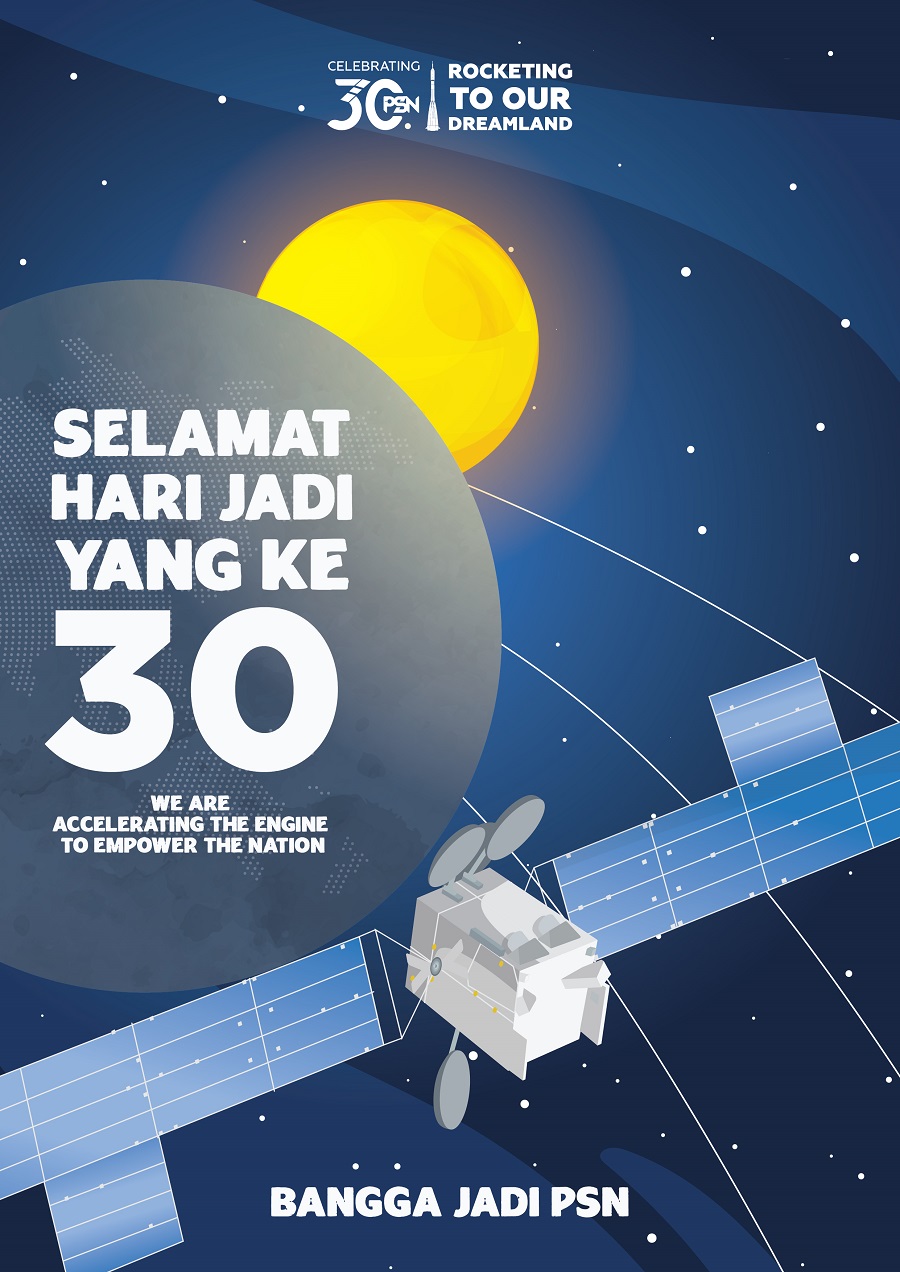 CELEBRATING
30 PSN
ROCKETING
TO OUR
DREAMLAND
SELAMAT
HARI JADI
YANG KE
30
WE ARE
ACCELERATING THE ENGINE
TO EMPOWER THE NATION
BANGGA JADI PSN